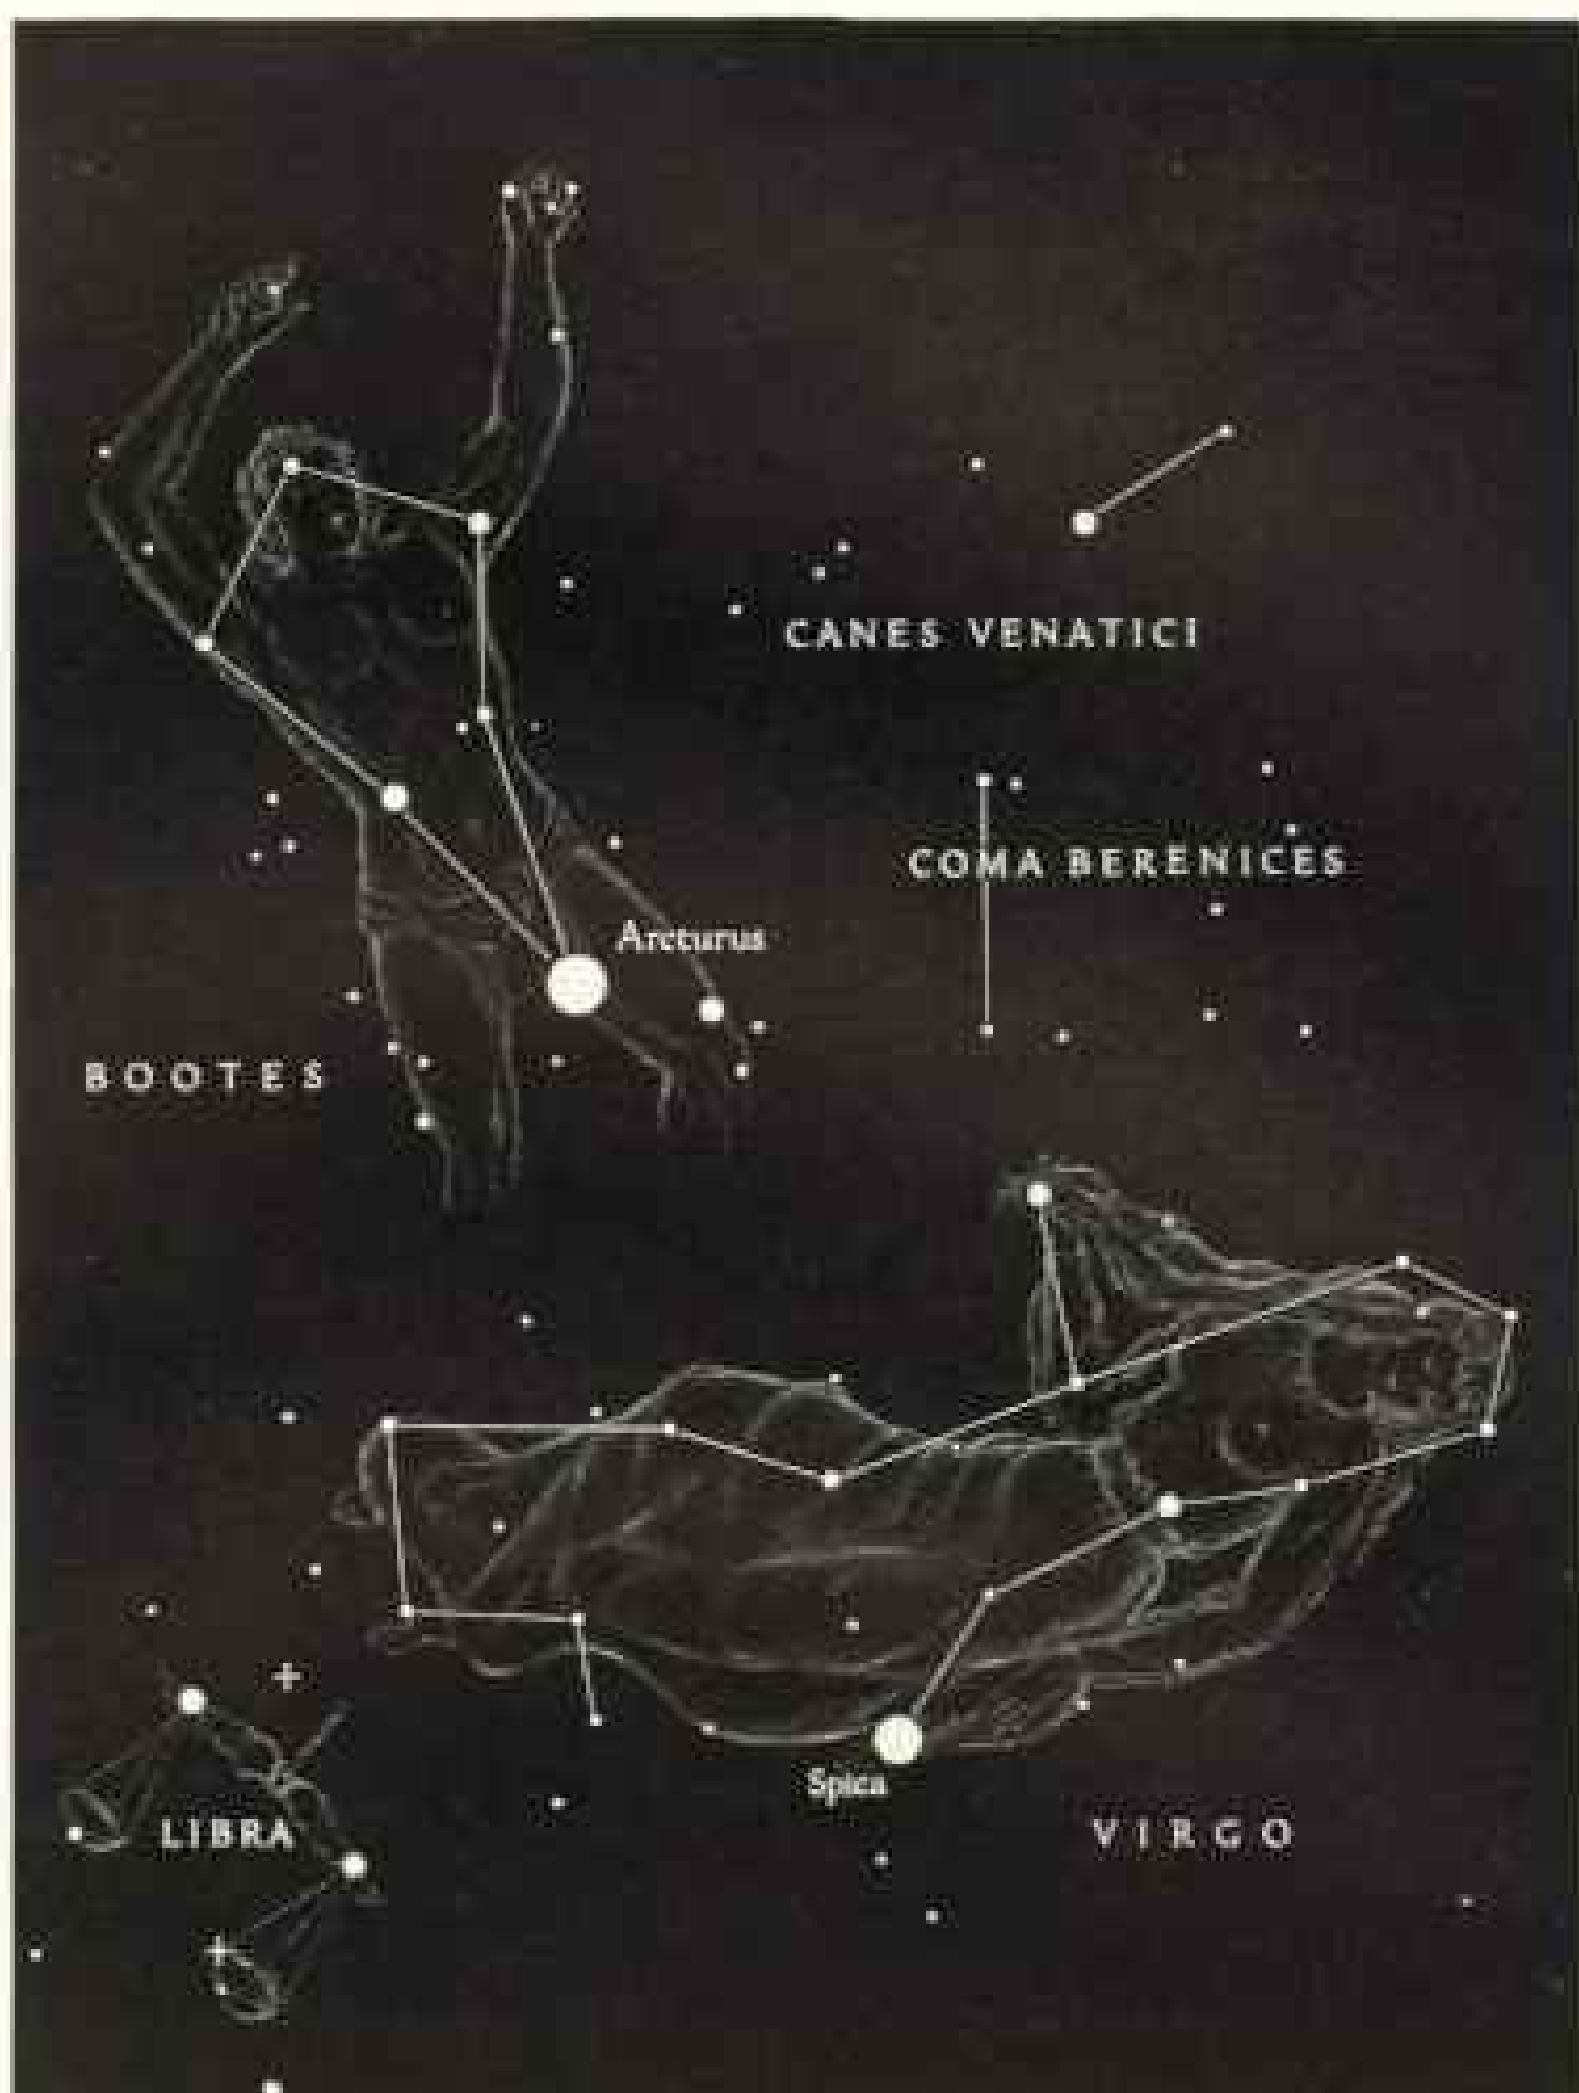 CANES VENATICI
COMA BERENICES
Arcturus
BOOTES
Spica
LIBRA
VIRGO